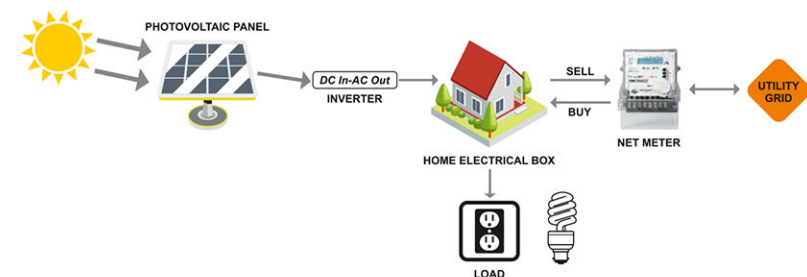 PHOTOVOLTAIC PANEL
DC In-AC Out
INVERTER
SELL
BUY
HOME ELECTRICAL BOX
NET METER
UTILITY
GRID
LOAD